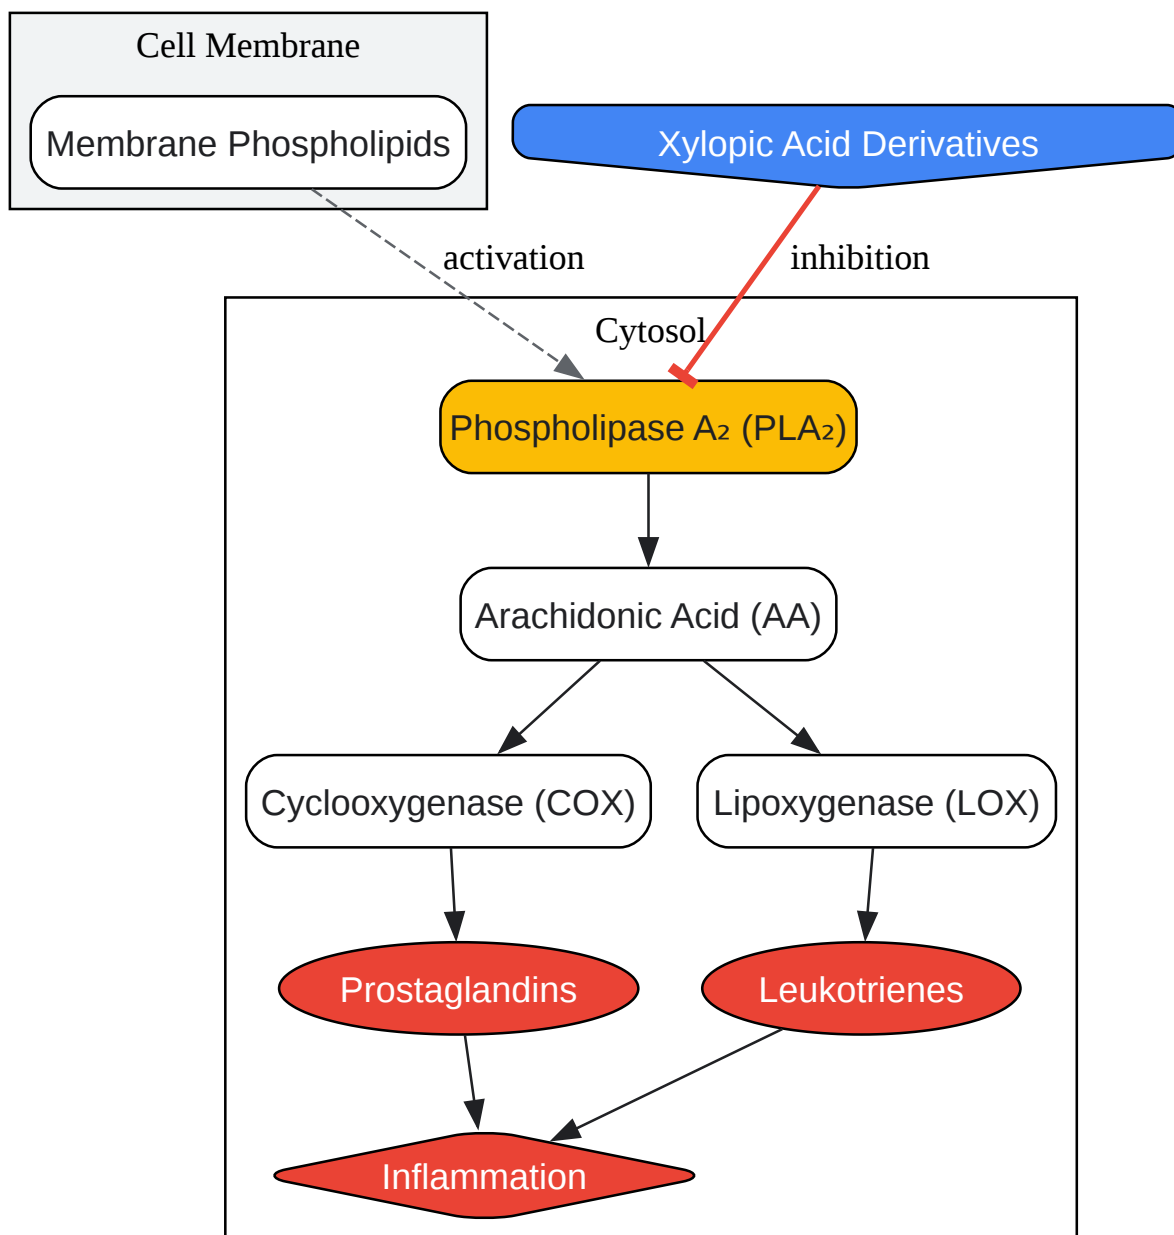 Cell Membrane
Membrane Phospholipids
Xylopic Acid Derivatives
activation
inhibition
Cytosol
Phospholipase A₂ (PLA₂)
Arachidonic Acid (AA)
Cyclooxygenase (COX)
Lipoxygenase (LOX)
Prostaglandins
Leukotrienes
Inflammation